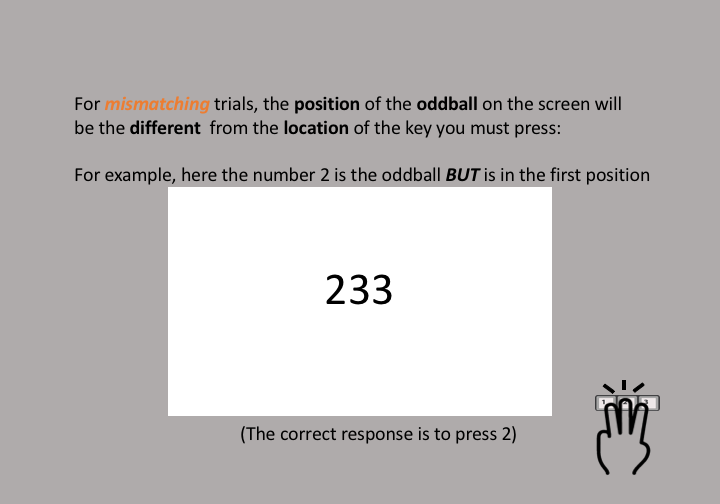 For mismatching trials, the position of the oddball on the screen will
be the different from the location of the key you must press:
For example, here the number 2 is the oddball BUT is in the first position
233
(The correct response is to press 2)
1 2 3